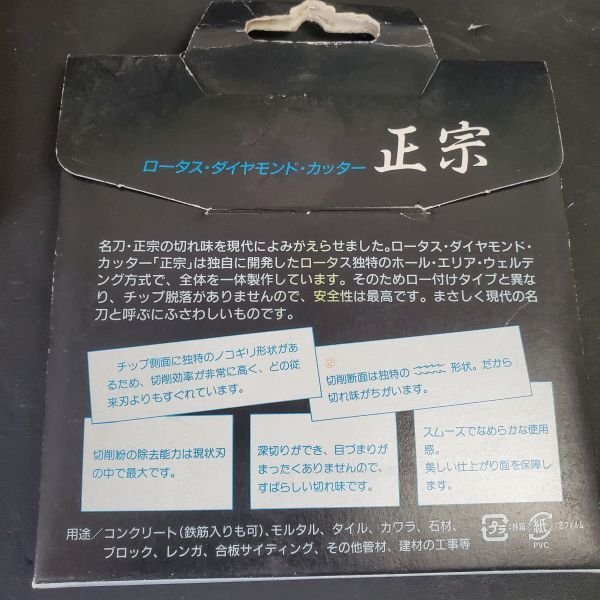 ロータス・ダイヤモンド・カッター 正宗
名刀・正宗の切れ味を現代によみがえらせました。ロータス・ダイヤモンド・
カッター「正宗」は独自に開発したロータス独特のホール・エリア・ウェルデ
ング方式で、全体を一体製作しています。そのためロー付けタイプと異な
り、チップ脱落がありませんので、安全性は最高です。まさしく現代の名
刀と呼ぶにふさわしいものです。
チップ側面に独特のノコギリ形状があ
るため、切削効率が非常に高く、どの従
来刃よりもすぐれています。
②
切削断面は独特の 形状。だから
切れ味がちがいます。
切削紛の除去能力は現状刃
の中で最大です。
深切りができ、目づまりが
まったくありませんので、
すばらしい切れ味です。
スムーズでなめらかな使用
感。
美しい仕上がり面を保障し
ます。
用途/コンクリート(鉄筋入りも可)、モルタル、タイル、カワラ、石材、
ブロック、レンガ、合板サイディング、その他管材、建材の工事等
プラ 外箱 紙 フィルム
PVC